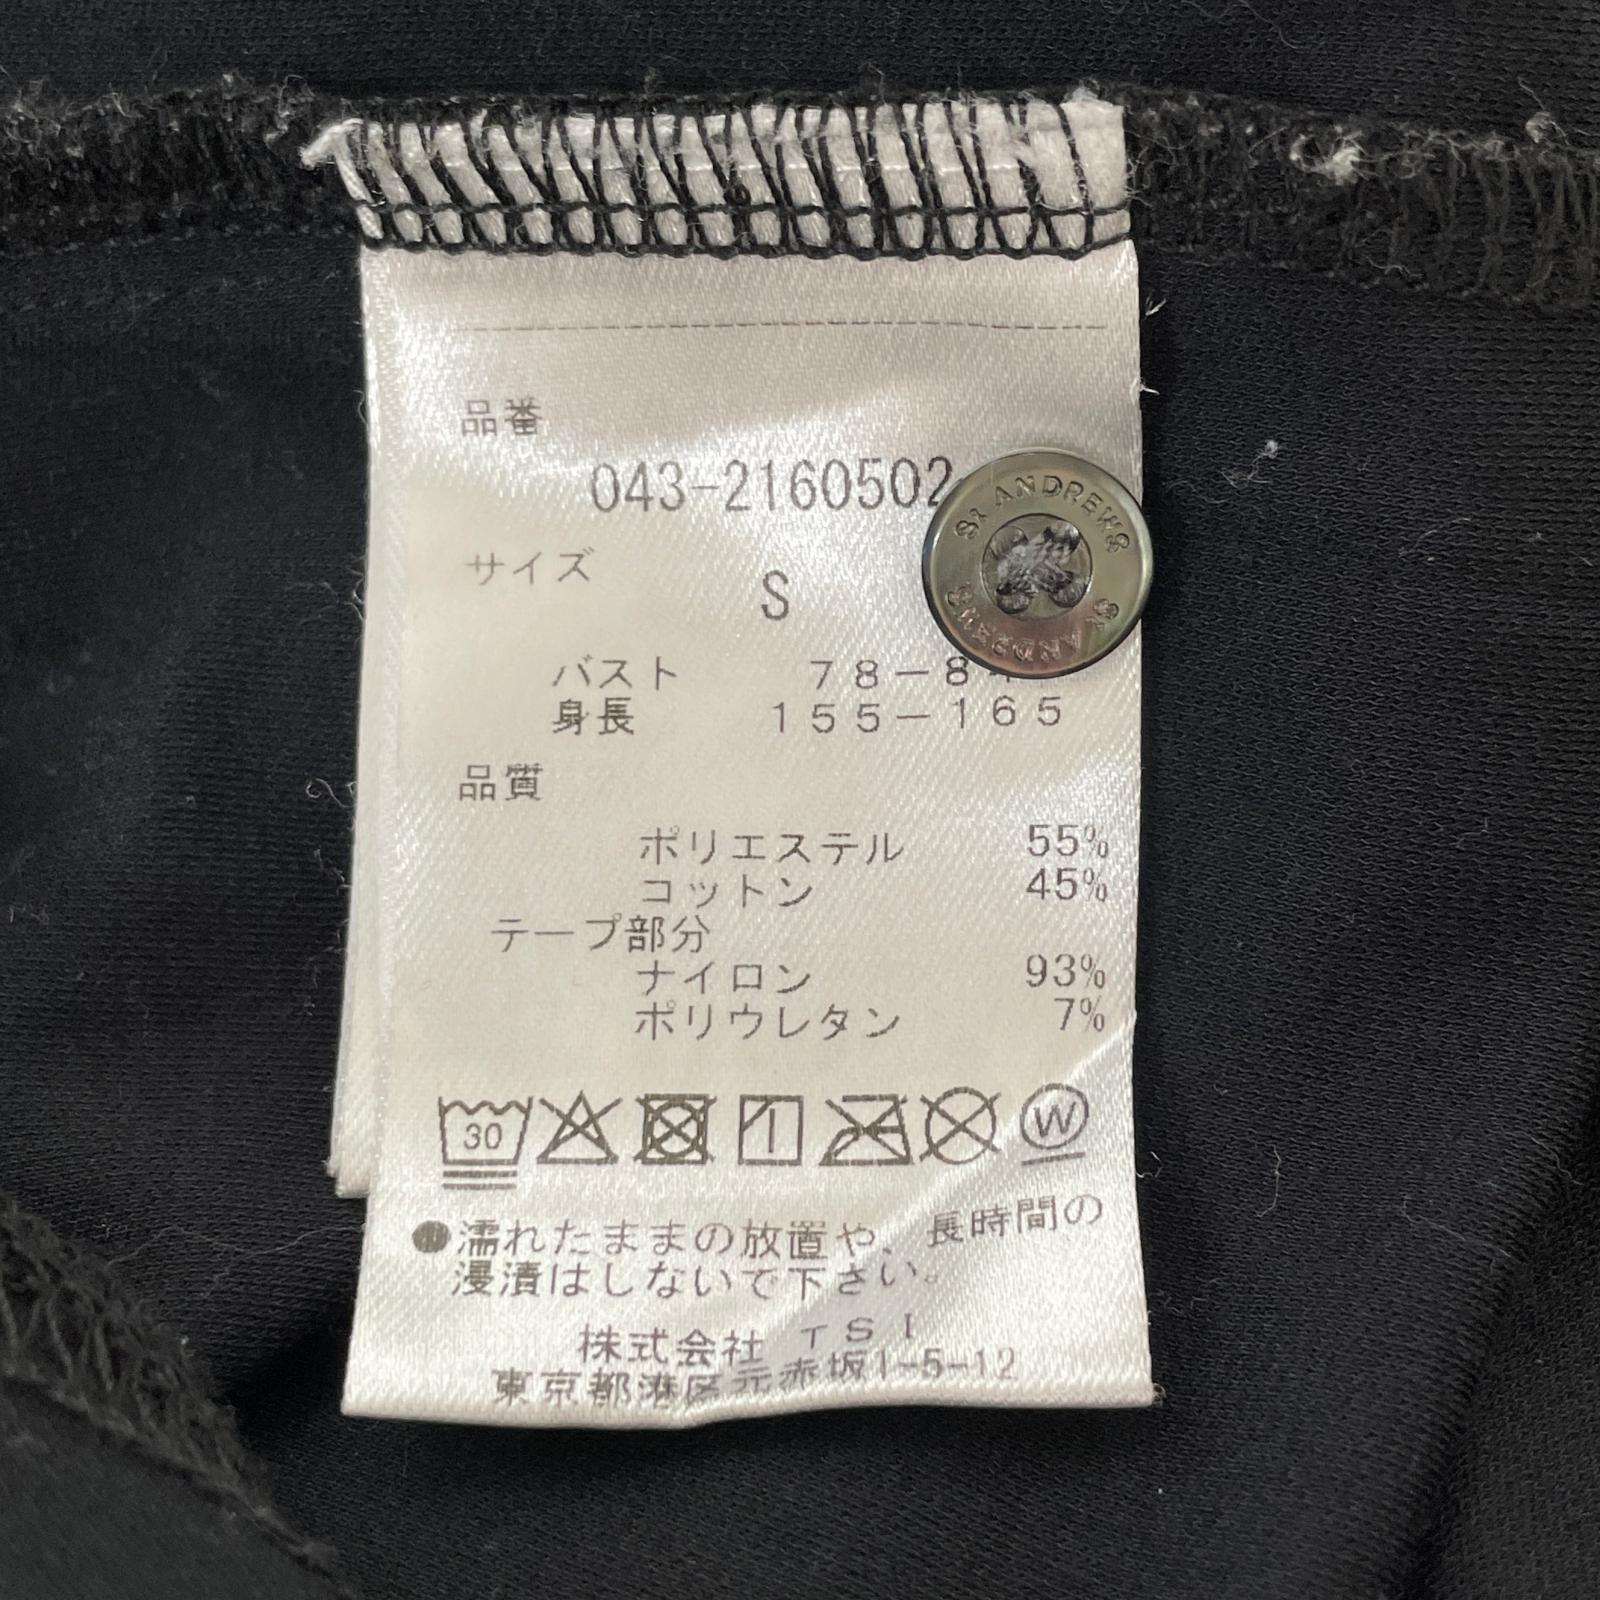 品番
043-2160502
St ANDREWS
St ANDREWS
サイズ
S
バスト 78-84
身長 155-165
品質
ポリエステル 55%
コットン 45%
テープ部分
ナイロン 93%
ポリウレタン 7%
30
W
●濡れたままの放置や、長時間の
浸漬はしないで下さい。
株式会社 TSI
東京都港区元赤坂1-5-12